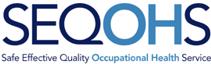 SEQOHS
Safe Effective Quality Occupational Health Service